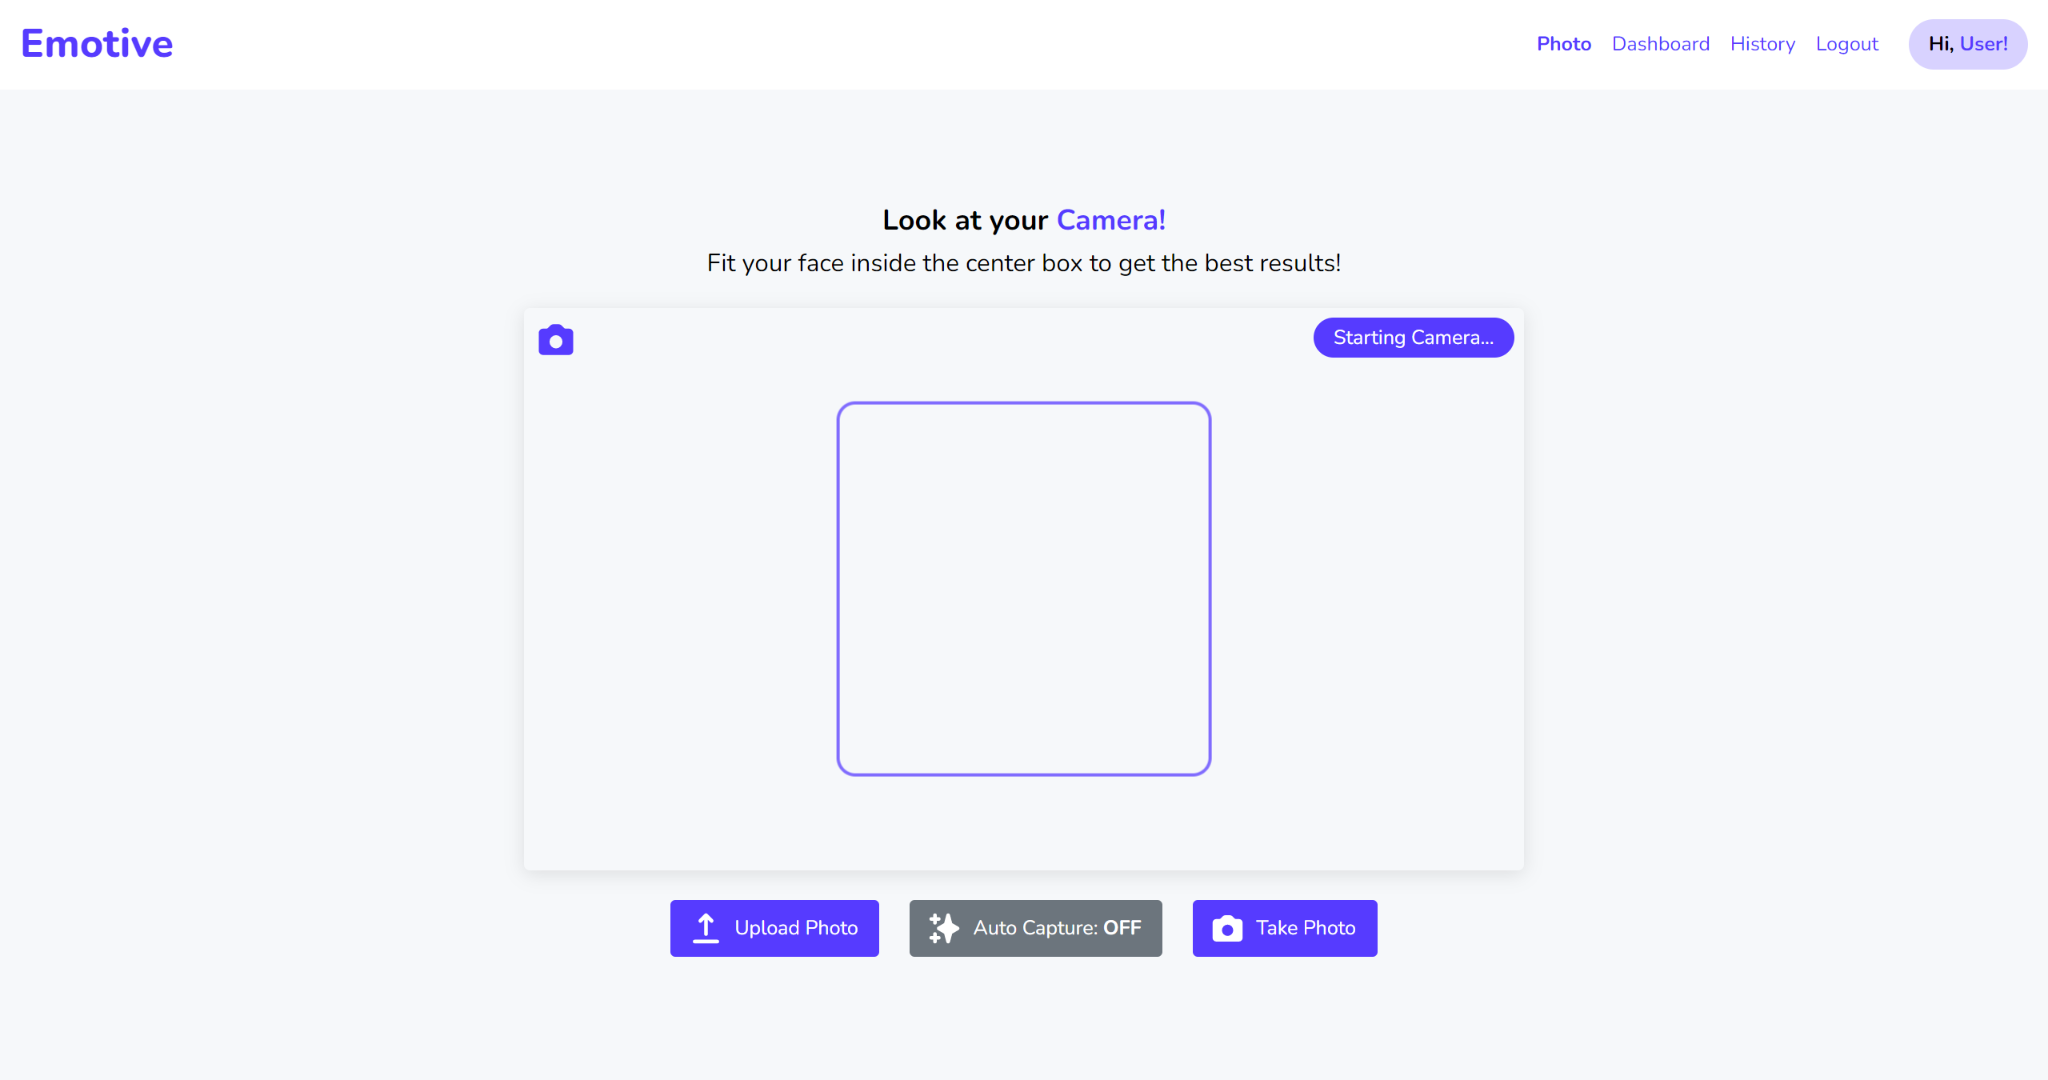 Emotive
Photo Dashboard History Logout Hi, User!
Look at your Camera!
Fit your face inside the center box to get the best results!
Starting Camera...
Upload Photo
Auto Capture: OFF
Take Photo